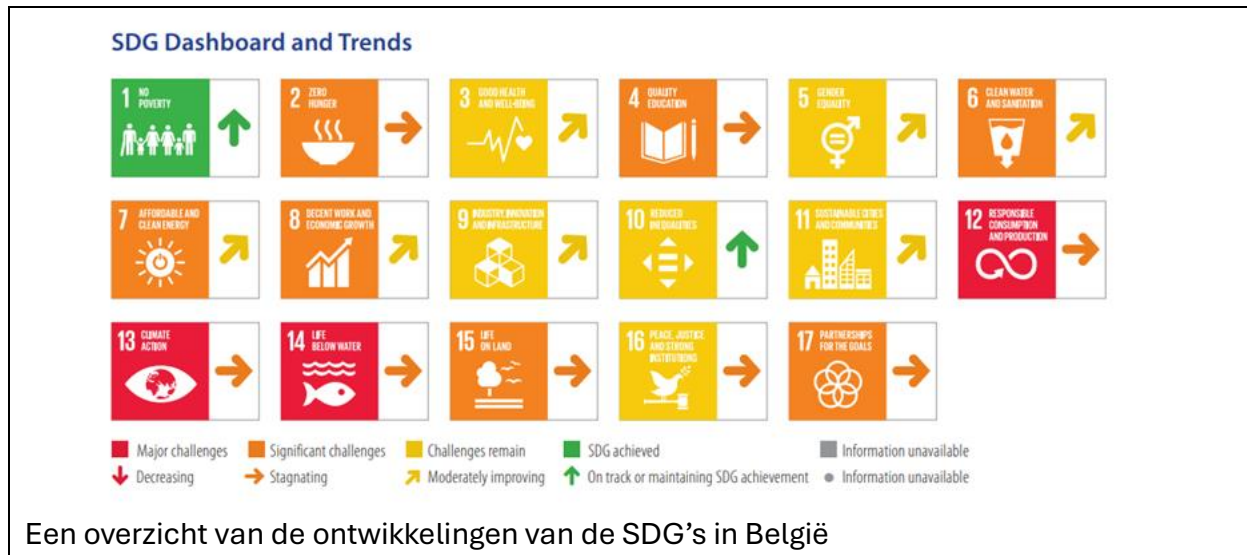 SDG Dashboard and Trends
1 NO POVERTY
2 ZERO HUNGER
3 GOOD HEALTH AND WELL-BEING
4 QUALITY EDUCATION
5 GENDER EQUALITY
6 CLEAN WATER AND SANITATION
7 AFFORDABLE AND CLEAN ENERGY
8 DECENT WORK AND ECONOMIC GROWTH
9 INDUSTRY, INNOVATION AND INFRASTRUCTURE
10 REDUCED INEQUALITIES
11 SUSTAINABLE CITIES AND COMMUNITIES
12 RESPONSIBLE CONSUMPTION AND PRODUCTION
13 CLIMATE ACTION
14 LIFE BELOW WATER
15 LIFE ON LAND
16 PEACE, JUSTICE AND STRONG INSTITUTIONS
17 PARTNERSHIPS FOR THE GOALS
Major challenges Significant challenges Challenges remain SDG achieved Information unavailable
Decreasing Stagnating Moderately improving On track or maintaining SDG achievement Information unavailable
Een overzicht van de ontwikkelingen van de SDG’s in België